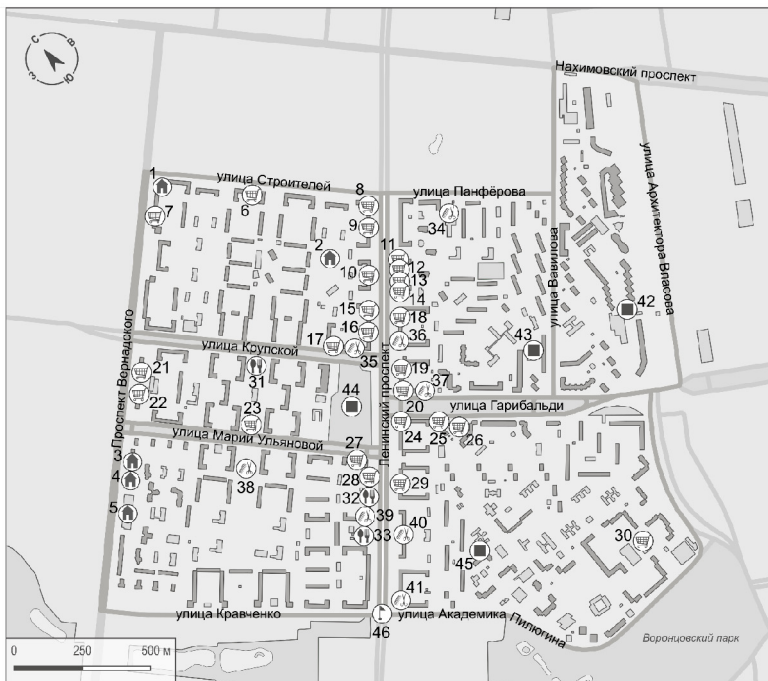 С
В
З
Ю
Нахимовский проспект
улица Строителей
улица Панфёрова
улица Архитектора Власова
улица Вавилова
1
7
6
8
9
34
2
11
10
12
13
14
15
16
18
42
17
35
36
43
улица Крупской
Проспект Вернадского
Ленинский проспект
21
31
19
22
44
37
20
улица Гарибальди
23
24
25
26
улица Марии Ульяновой
3
27
4
38
28
29
32
5
39
33
40
45
30
41
улица Кравченко
46
улица Академика Пилюгина
Воронцовский парк
0 250 500 м